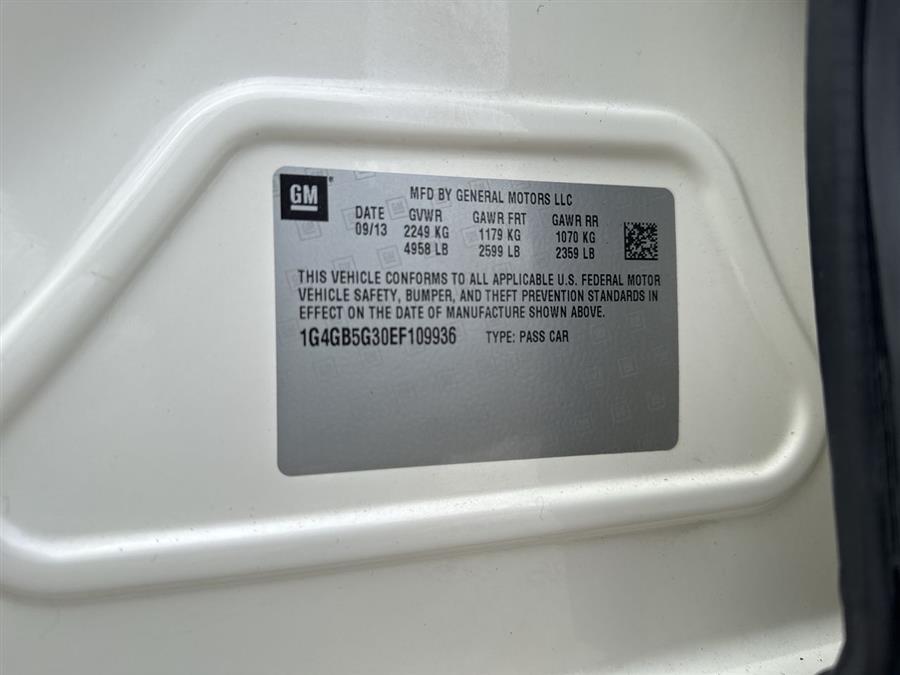 GM
MFD BY GENERAL MOTORS LLC
DATE GVWR GAWR FRT GAWR RR
09/13 2249 KG 1179 KG 1070 KG
4958 LB 2599 LB 2359 LB
THIS VEHICLE CONFORMS TO ALL APPLICABLE U.S. FEDERAL MOTOR
VEHICLE SAFETY, BUMPER, AND THEFT PREVENTION STANDARDS IN
EFFECT ON THE DATE OF MANUFACTURE SHOWN ABOVE.
1G4GB5G30EF109936 TYPE: PASS CAR